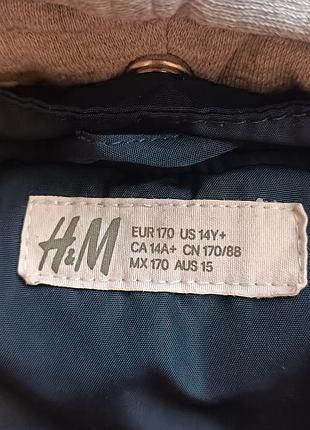 H&M
EUR 170 US 14Y+
CA 14A+ CN 170/88
MX 170 AUS 15